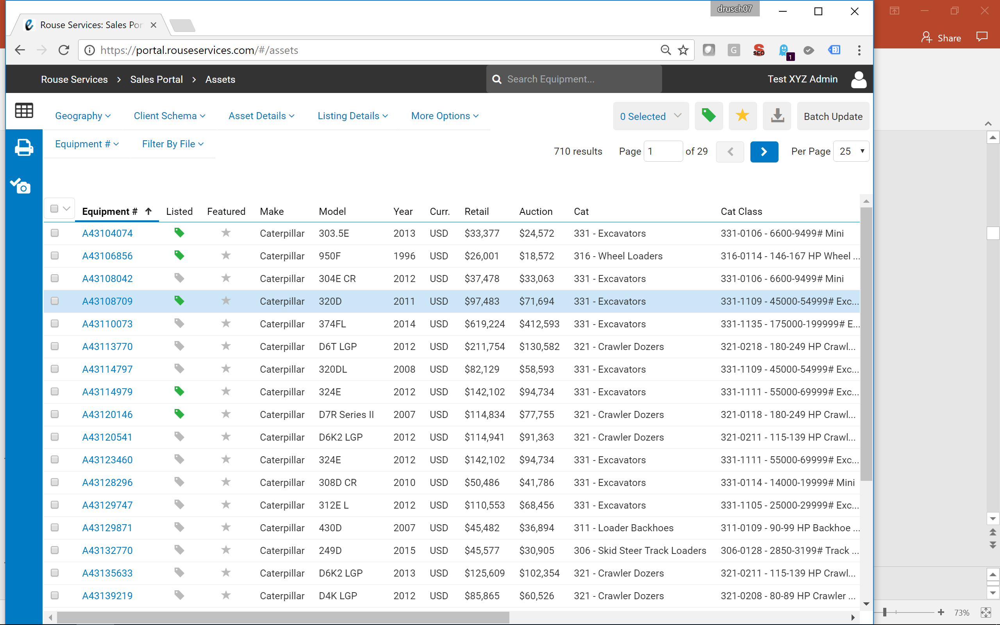 drusch07
Rouse Services: Sales Por
Share
https://portal.rouseservices.com/#/assets
G
SEO
1
Rouse Services > Sales Portal > Assets
Search Equipment...
Test XYZ Admin
Geography Client Schema Asset Details Listing Details More Options
0 Selected
Batch Update
Equipment # Filter By File
710 results Page 1 of 29 Per Page 25
Equipment # Listed Featured Make Model Year Curr. Retail Auction Cat Cat Class
A43104074 Caterpillar 303.5E 2013 USD $33,377 $24,572 331 - Excavators 331-0106 - 6600-9499# Mini
A43106856 Caterpillar 950F 1996 USD $26,001 $18,572 316 - Wheel Loaders 316-0114 - 146-167 HP Wheel ...
A43108042 Caterpillar 304E CR 2012 USD $37,478 $33,063 331 - Excavators 331-0106 - 6600-9499# Mini
A43108709 Caterpillar 320D 2011 USD $97,483 $71,694 331 - Excavators 331-1109 - 45000-54999# Exc...
A43110073 Caterpillar 374FL 2014 USD $619,224 $412,593 331 - Excavators 331-1135 - 175000-199999# E...
A43113770 Caterpillar D6T LGP 2012 USD $211,754 $130,582 321 - Crawler Dozers 321-0218 - 180-249 HP Crawl...
A43114797 Caterpillar 320DL 2008 USD $82,129 $58,593 331 - Excavators 331-1109 - 45000-54999# Exc...
A43114979 Caterpillar 324E 2012 USD $142,102 $94,734 331 - Excavators 331-1111 - 55000-69999# Exc...
A43120146 Caterpillar D7R Series II 2007 USD $114,834 $77,755 321 - Crawler Dozers 321-0118 - 180-249 HP Crawl...
A43120541 Caterpillar D6K2 LGP 2012 USD $114,941 $91,363 321 - Crawler Dozers 321-0211 - 115-139 HP Crawl...
A43123460 Caterpillar 324E 2012 USD $142,102 $94,734 331 - Excavators 331-1111 - 55000-69999# Exc...
A43128296 Caterpillar 308D CR 2010 USD $50,486 $41,786 331 - Excavators 331-0114 - 14000-19999# Mini
A43129747 Caterpillar 312E L 2012 USD $110,553 $68,456 331 - Excavators 331-1105 - 25000-29999# Exc...
A43129871 Caterpillar 430D 2007 USD $45,482 $36,894 311 - Loader Backhoes 311-0109 - 90-99 HP Backhoe ...
A43132770 Caterpillar 249D 2015 USD $45,577 $30,905 306 - Skid Steer Track Loaders 306-0128 - 2850-3199# Track ...
A43135633 Caterpillar D6K2 LGP 2013 USD $125,609 $102,354 321 - Crawler Dozers 321-0211 - 115-139 HP Crawl...
A43139219 Caterpillar D4K LGP 2012 USD $85,865 $60,526 321 - Crawler Dozers 321-0208 - 80-89 HP Crawler ...
73%